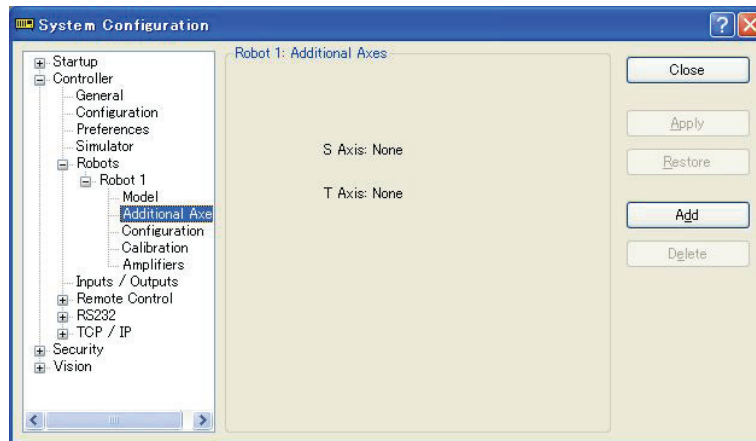 System Configuration
Startup
Controller
General
Configuration
Preferences
Simulator
Robots
Robot 1
Model
Additional Axe
Configuration
Calibration
Amplifiers
Inputs / Outputs
Remote Control
RS232
TCP / IP
Security
Vision
Robot 1: Additional Axes
S Axis: None
T Axis: None
Close
Apply
Restore
Add
Delete